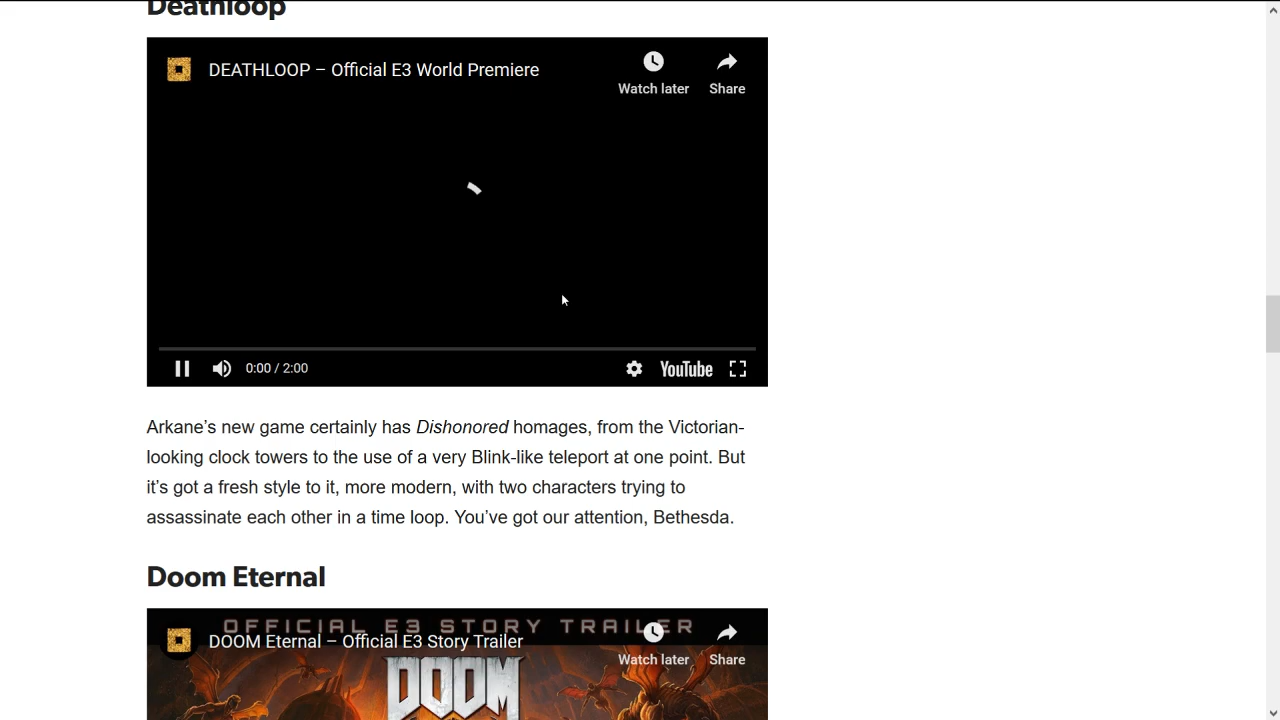 Deathloop
DEATHLOOP – Official E3 World Premiere
Watch later
Share
0:00 / 2:00
YouTube
Arkane’s new game certainly has Dishonored homages, from the Victorian-
looking clock towers to the use of a very Blink-like teleport at one point. But
it’s got a fresh style to it, more modern, with two characters trying to
assassinate each other in a time loop. You’ve got our attention, Bethesda.
Doom Eternal
OFFICIAL E3 STORY TRAILER
DOOM Eternal – Official E3 Story Trailer
Watch later
Share
DOOM